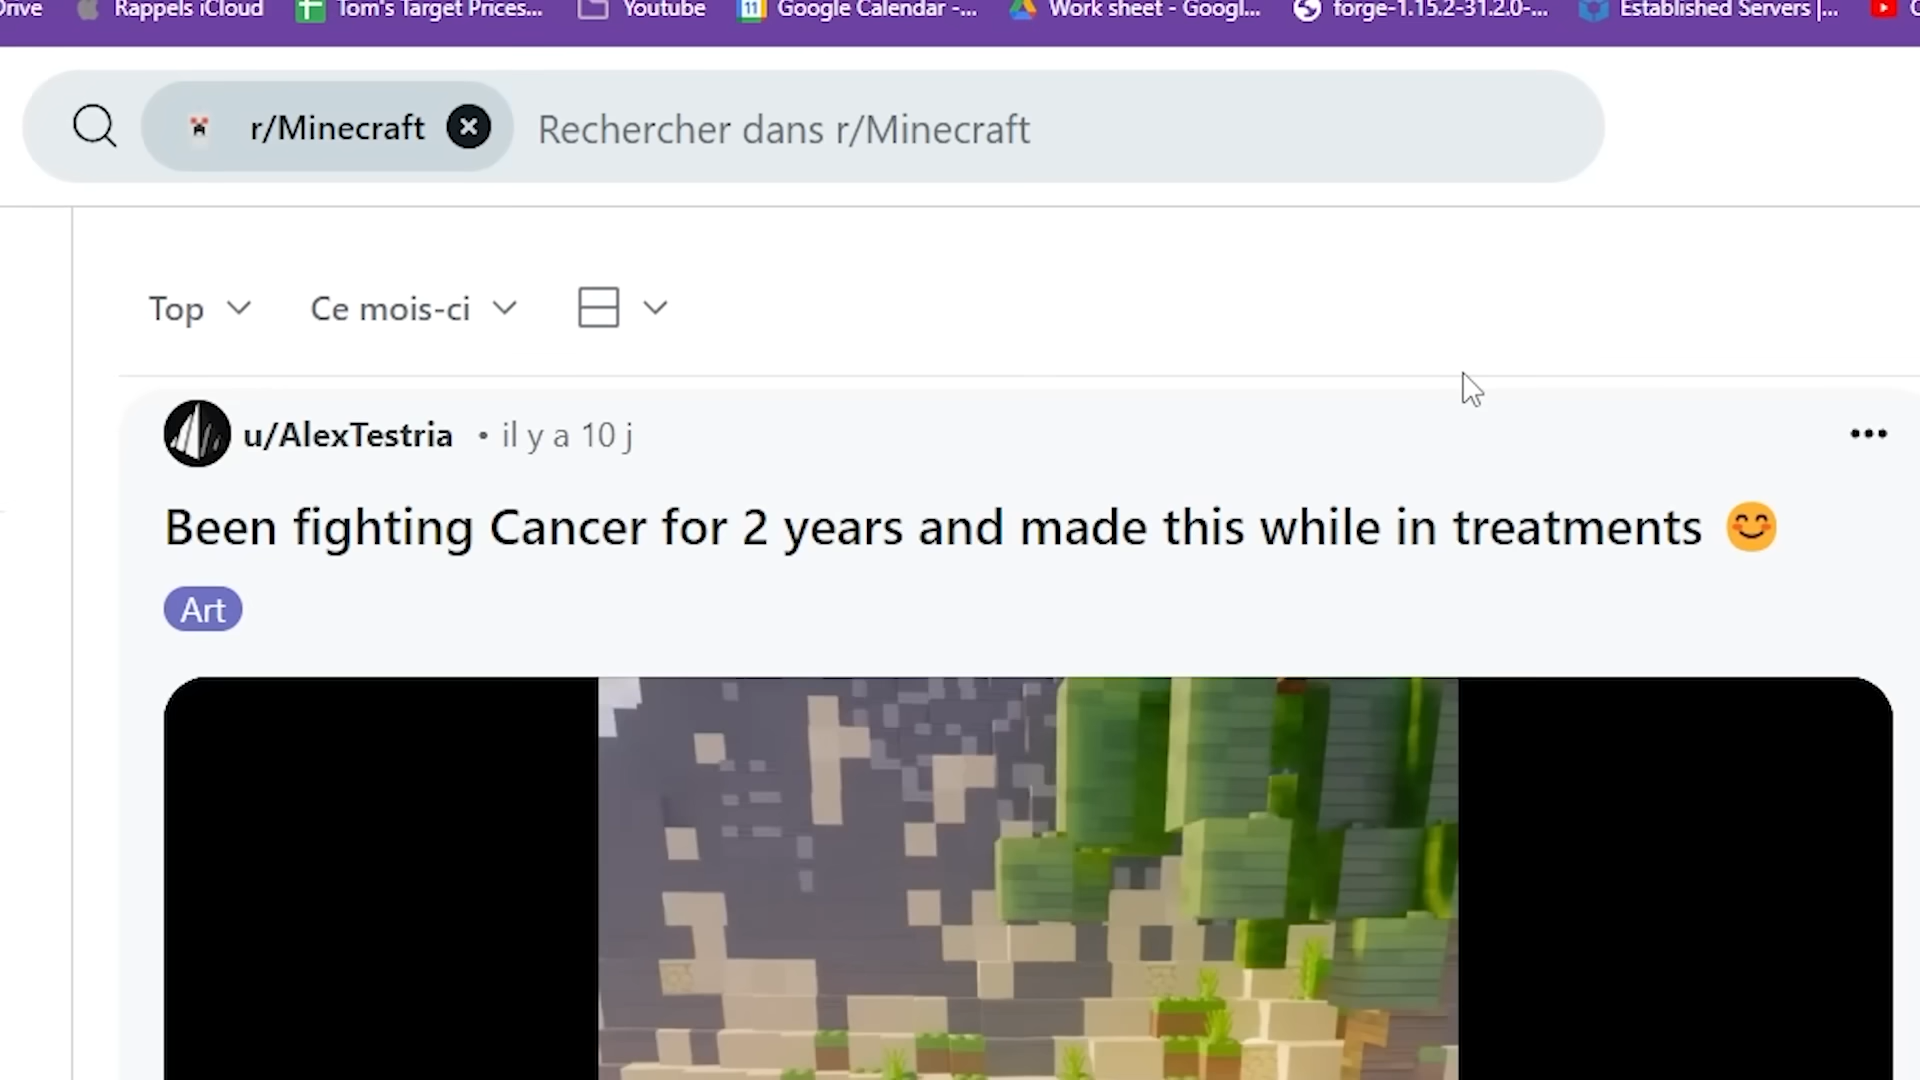 Drive Rappels iCloud Tom's Target Prices... Youtube Google Calendar -... Work sheet - Googl... forge-1.15.2-31.2.0-... Established Servers |...
r/Minecraft Rechercher dans r/Minecraft
Top Ce mois-ci
u/AlexTestria • il y a 10 j
Been fighting Cancer for 2 years and made this while in treatments 😊
Art